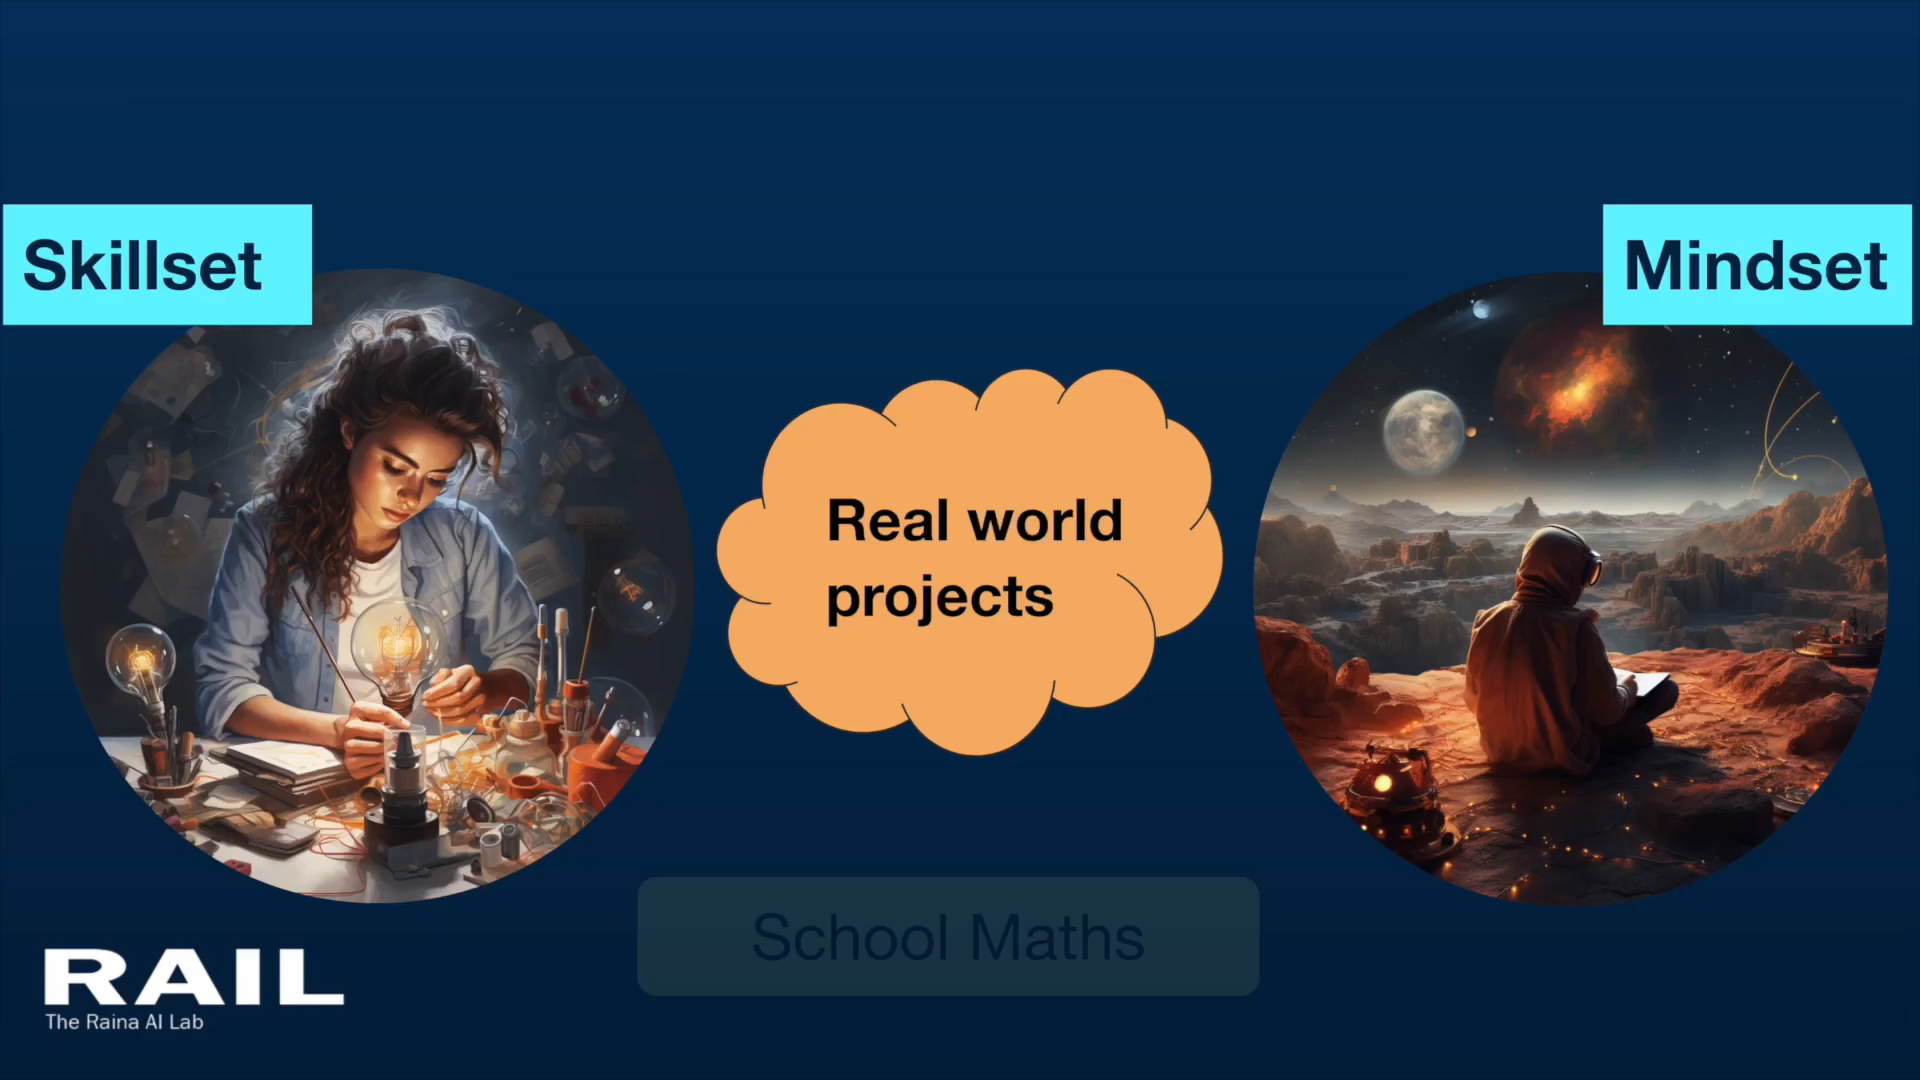 Skillset
Mindset
Real world
projects
School Maths
RAIL
The Raina AI Lab